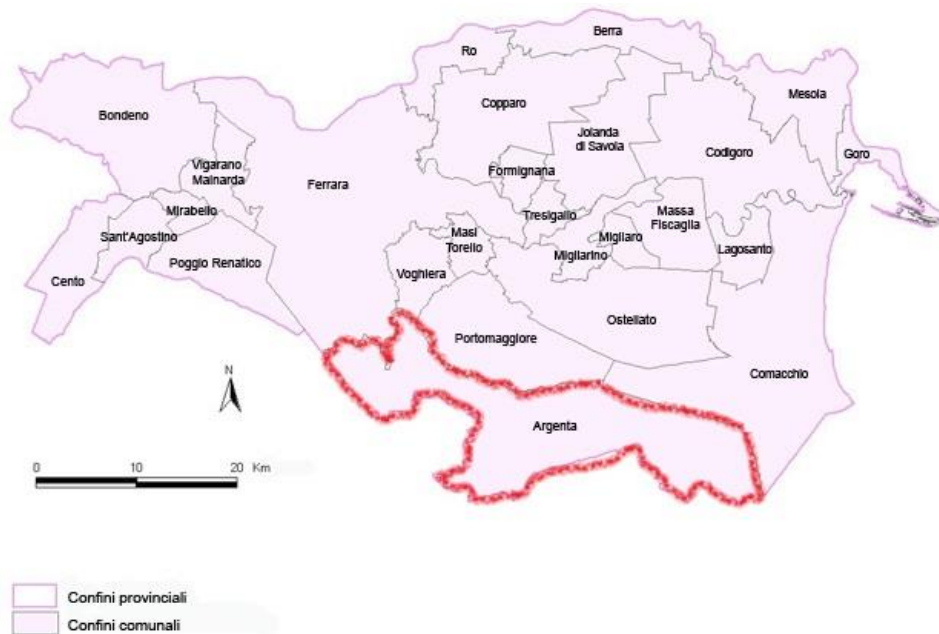 Berra
Ro
Mesola
Copparo
Bondeno
Jolanda
di Savoia
Codigoro
Goro
Vigarano
Mainarda
Formignana
Ferrara
Mirabello
Tresigallo
Massa
Fiscaglia
Sant'Agostino
Masi
Torello
Migliaro
Lagosanto
Migliarino
Poggio Renatico
Voghiera
Cento
Ostellato
Portomaggiore
Comacchio
N
Argenta
0 10 20 Km
Confini provinciali
Confini comunali